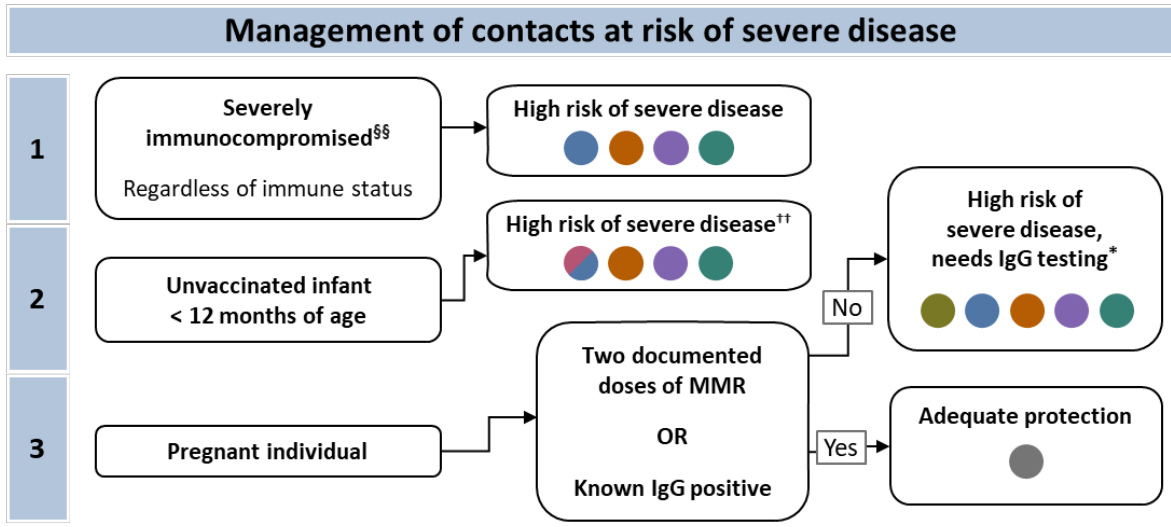 Management of contacts at risk of severe disease
1
Severely
immunocompromised§§
Regardless of immune status
High risk of severe disease
2
Unvaccinated infant
< 12 months of age
High risk of severe disease††
3
Pregnant individual
Two documented
doses of MMR
OR
Known IgG positive
No
High risk of
severe disease,
needs IgG testing*
Yes
Adequate protection